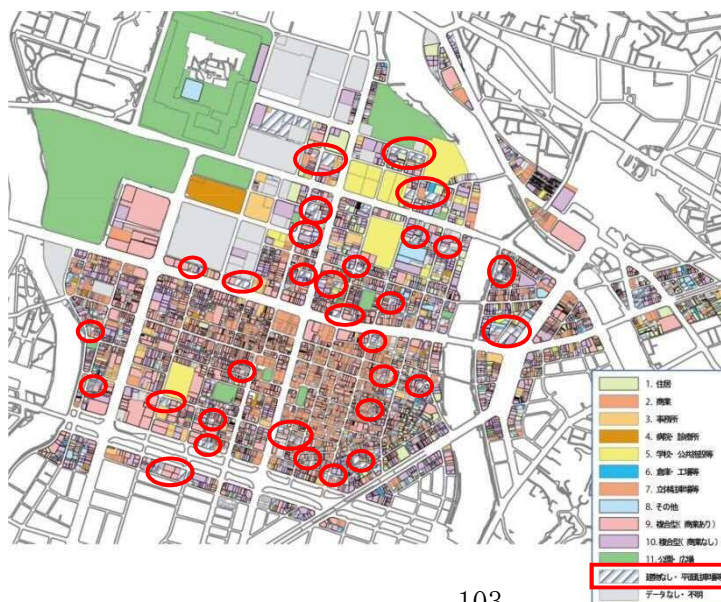 1. 住居
2. 商業
3. 事務所
4. 病院・診療所
5. 学校・公共施設等
6. 倉庫・工場等
7. 立体駐車場等
8. その他
9. 複合型(商業あり)
10. 複合型(商業なし)
11. 公園・広場
建物なし・平面駐車場等
データなし・不明
103